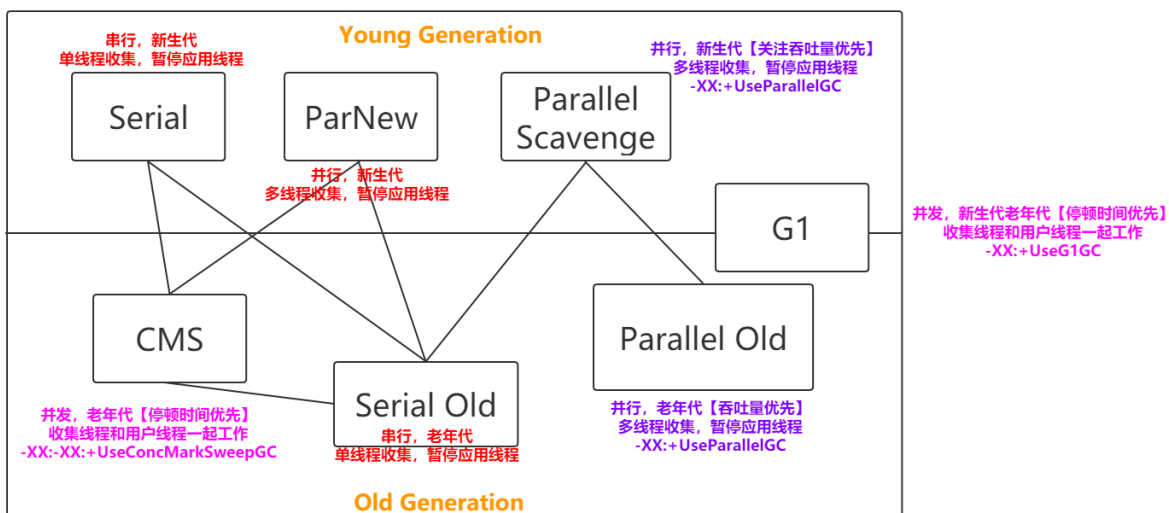 Young Generation
串行，新生代
单线程收集，暂停应用线程
Serial
ParNew
并行，新生代
多线程收集，暂停应用线程
Parallel
Scavenge
并行，新生代【关注吞吐量优先】
多线程收集，暂停应用线程
-XX:+UseParallelGC
G1
并发，新生代老年代【停顿时间优先】
收集线程和用户线程一起工作
-XX:+UseG1GC
CMS
并发，老年代【停顿时间优先】
收集线程和用户线程一起工作
-XX:-XX:+UseConcMarkSweepGC
Serial Old
串行，老年代
单线程收集，暂停应用线程
Parallel Old
并行，老年代【吞吐量优先】
多线程收集，暂停应用线程
-XX:+UseParallelGC
Old Generation